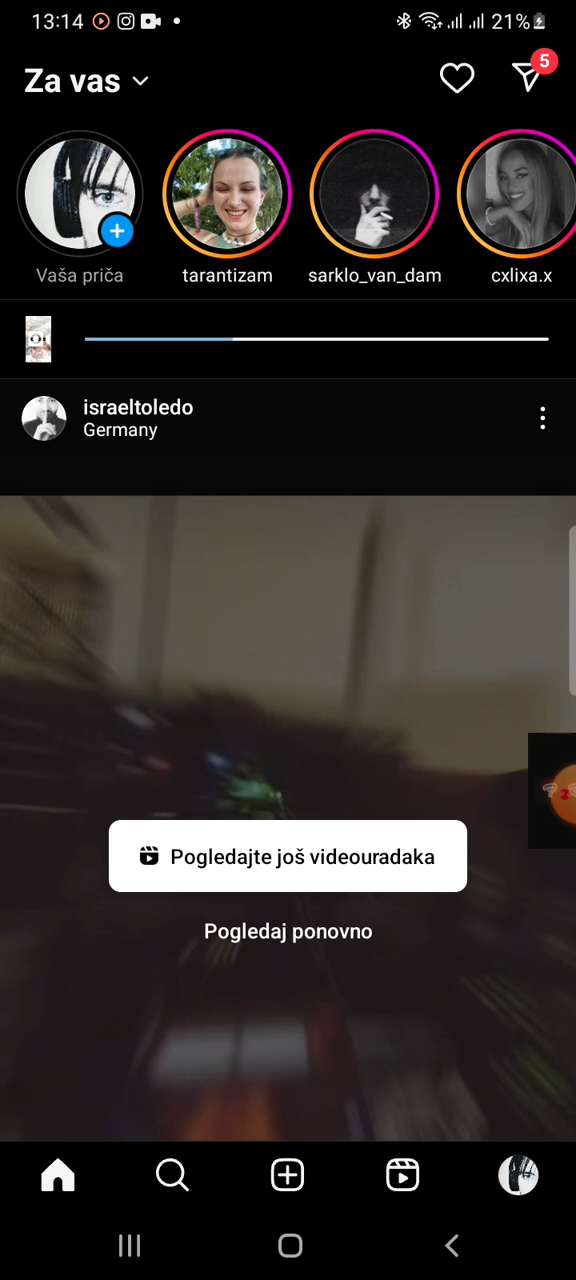 13:14
21%
Za vas
5
Vaša priča
tarantizam
sarklo_van_dam
cxlixa.x
israeltoledo
Germany
Pogledajte još videouradaka
Pogledaj ponovno